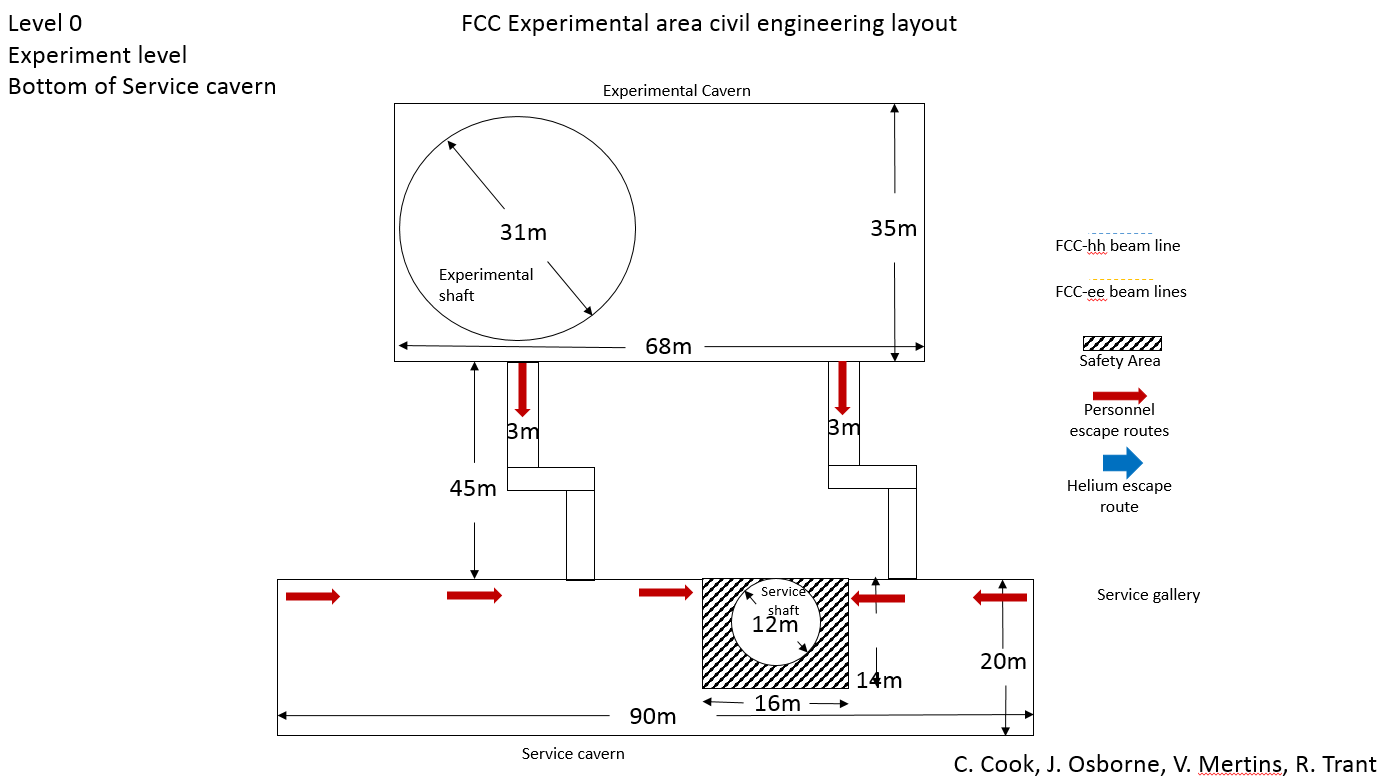 Level 0
Experiment level
Bottom of Service cavern
FCC Experimental area civil engineering layout
Experimental Cavern
31m
Experimental
shaft
35m
68m
FCC-hh beam line
FCC-ee beam lines
Safety Area
Personnel
escape routes
Helium escape
route
3m
3m
45m
Service
shaft
12m
Service gallery
20m
14m
16m
90m
Service cavern
C. Cook, J. Osborne, V. Mertins, R. Trant